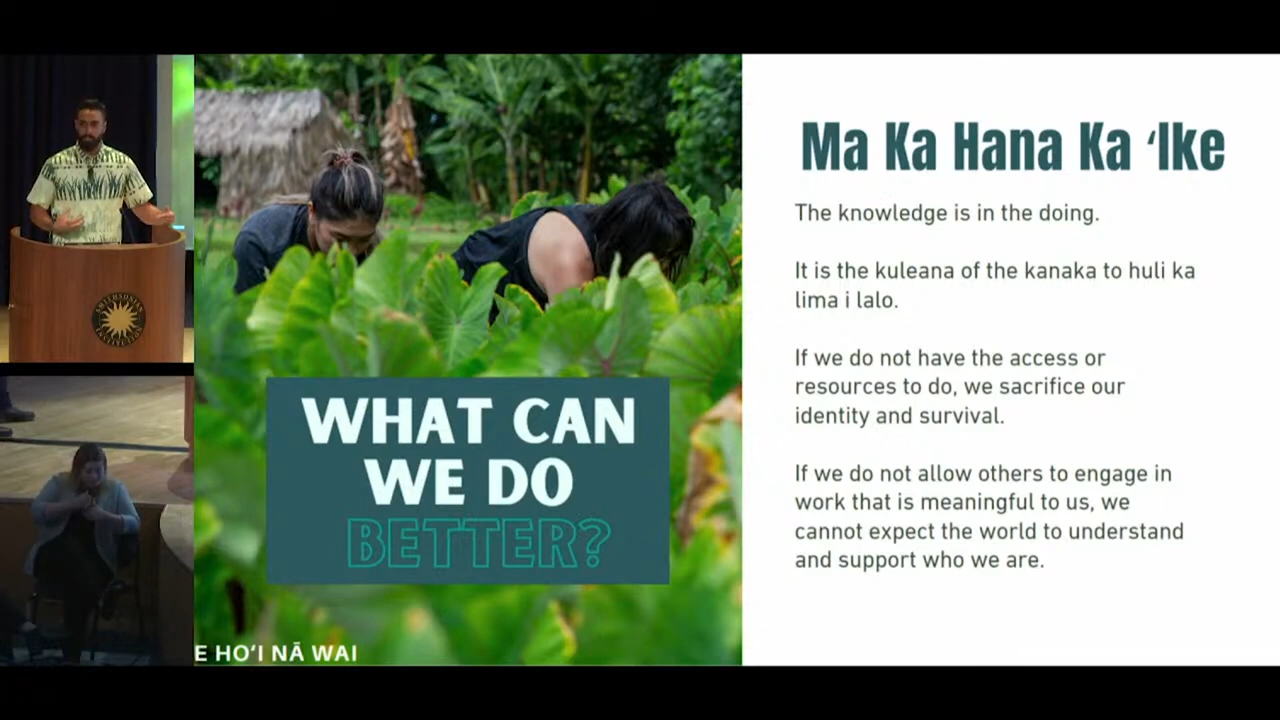 SMITHSONIAN
INSTITUTION
WHAT CAN
WE DO
BETTER?
E HOʻI NĀ WAI
Ma Ka Hana Ka ʻIke
The knowledge is in the doing.
It is the kuleana of the kanaka to huli ka
lima i lalo.
If we do not have the access or
resources to do, we sacrifice our
identity and survival.
If we do not allow others to engage in
work that is meaningful to us, we
cannot expect the world to understand
and support who we are.